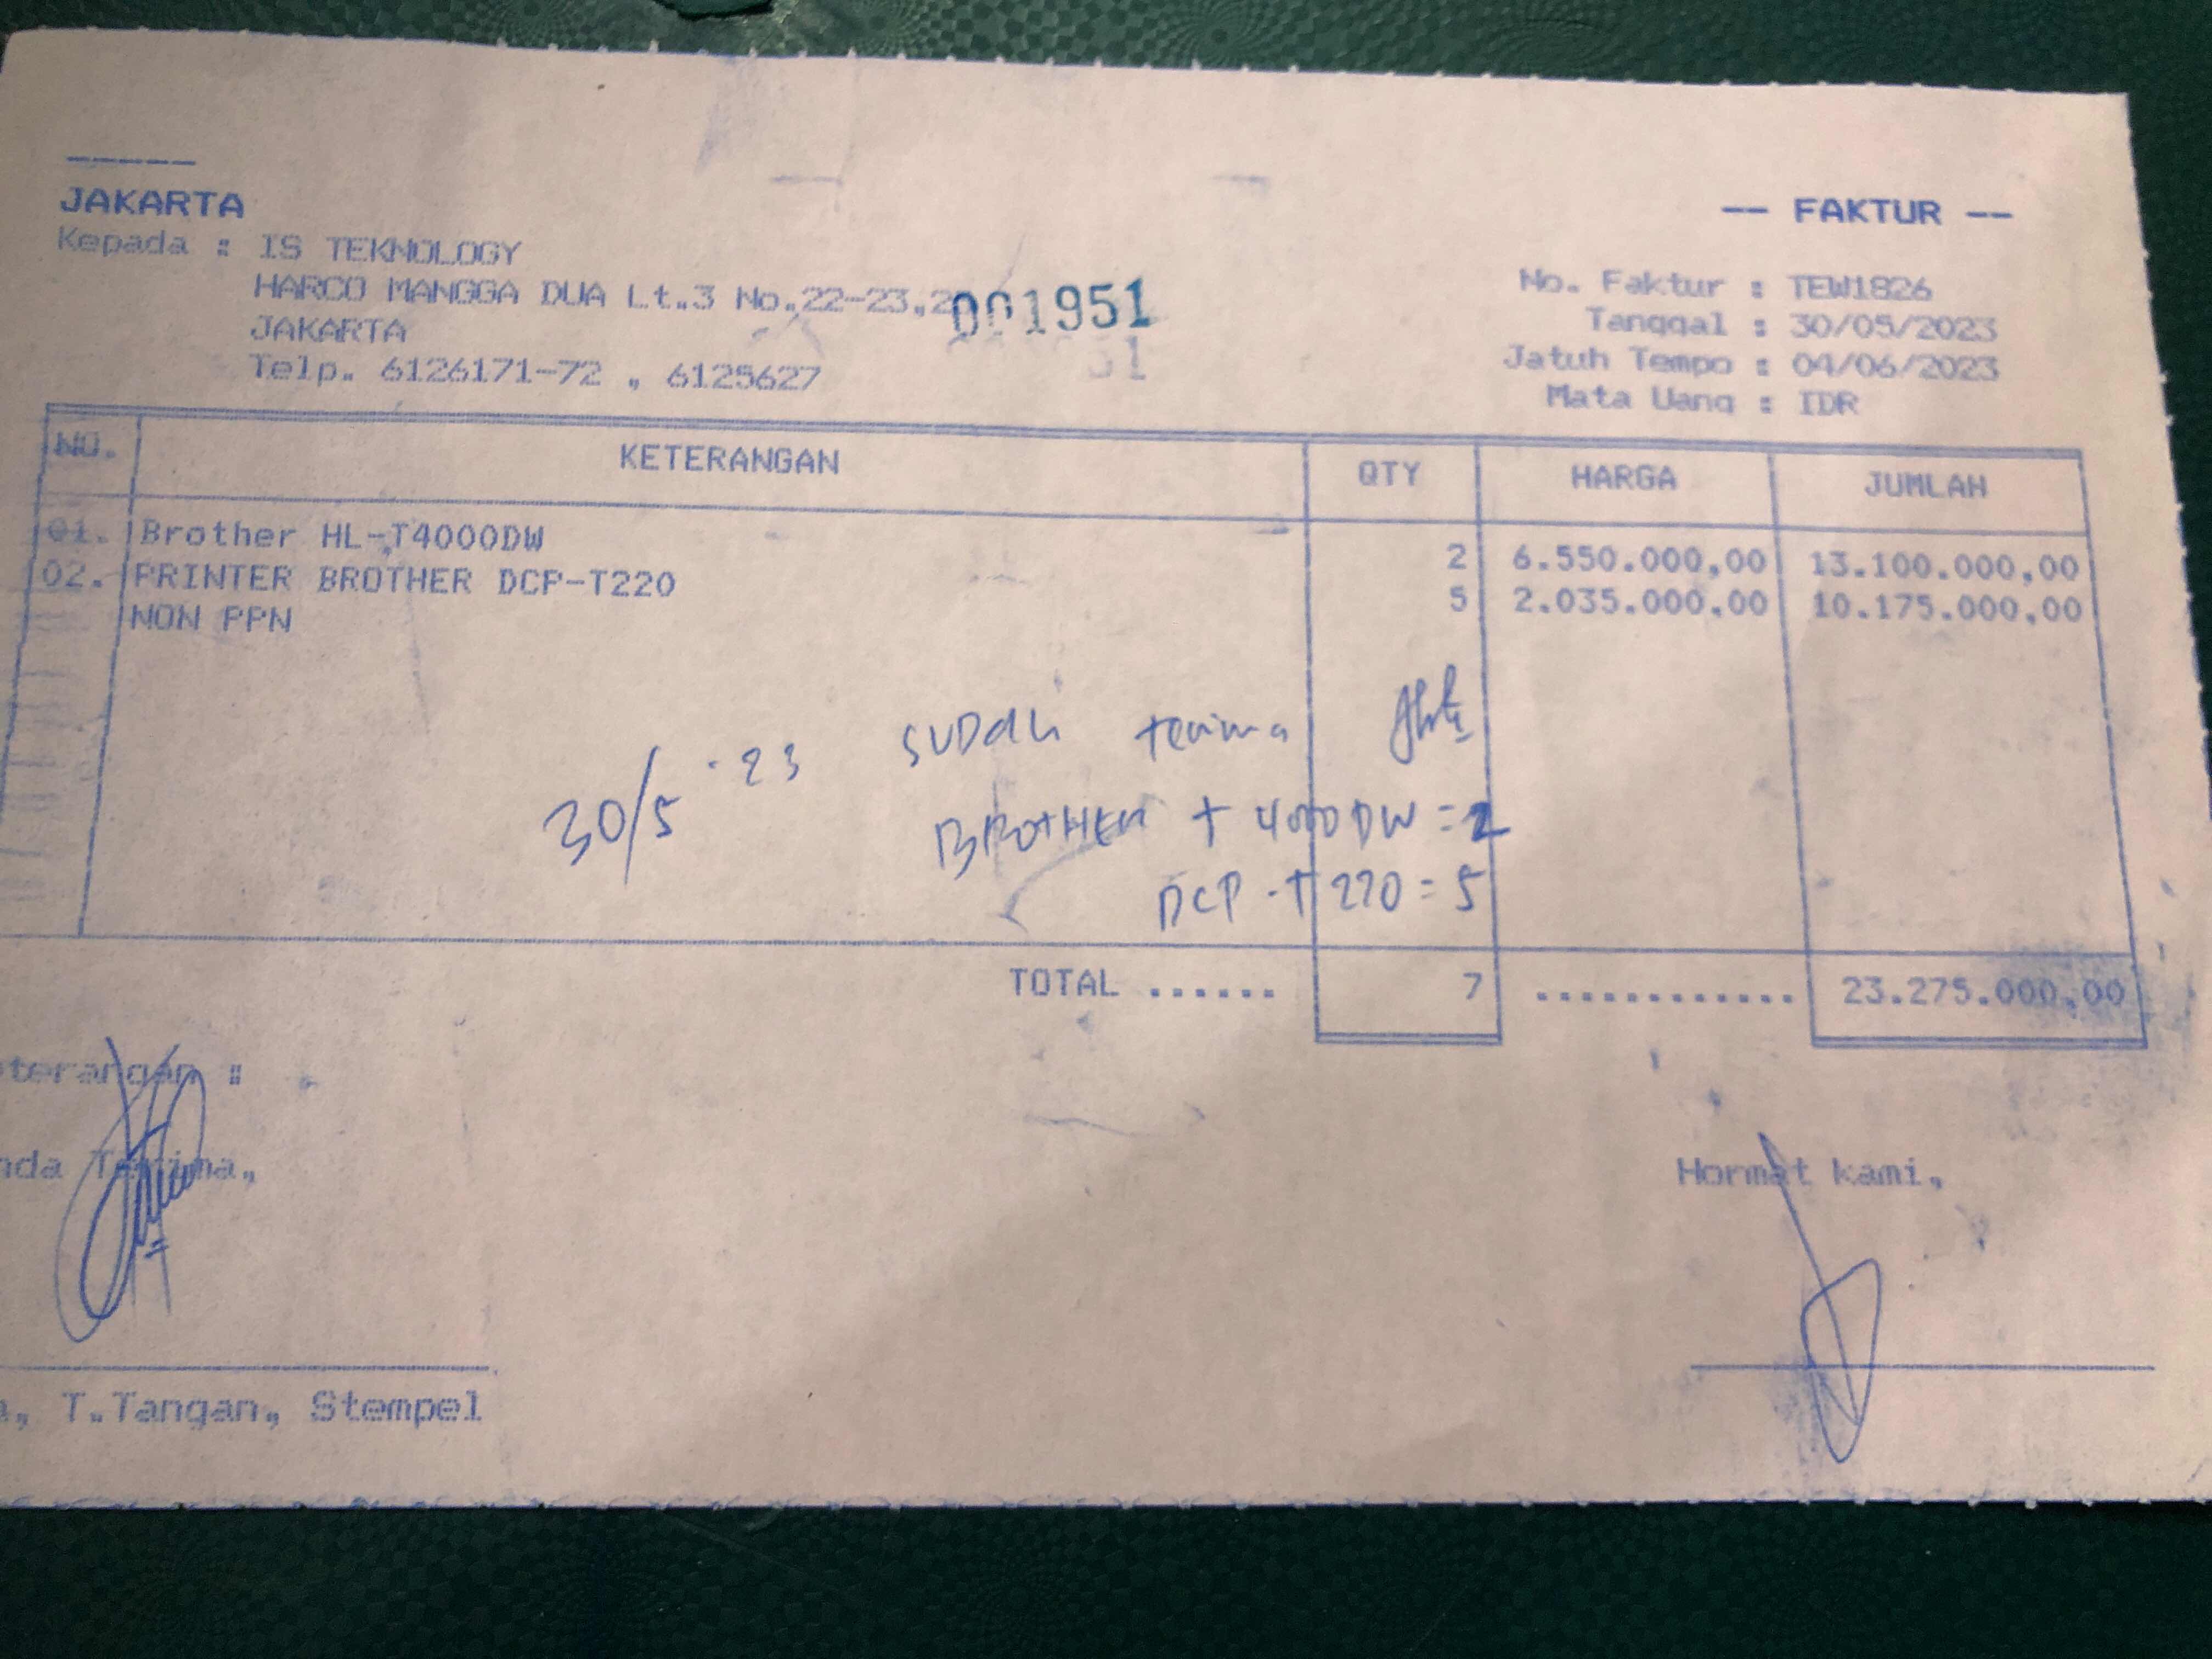 JAKARTA
-- FAKTUR --
Kepada : IS TEKNOLOGY
HARCO MANGGA DUA Lt.3 No.22-23,2
001951
JAKARTA
Telp. 6126171-72 , 6125627
No. Faktur : TEW1826
Tanggal : 30/05/2023
Jatuh Tempo : 04/06/2023
Mata Uang : IDR
NO. KETERANGAN QTY HARGA JUMLAH
01. Brother HL-T4000DW 2 6.550.000,00 13.100.000,00
02. PRINTER BROTHER DCP-T220 5 2.035.000,00 10.175.000,00
NON PPN
30/5 -23 SUDah terima
BROTHER T 4000DW = 2
DCP-T220 = 5
TOTAL ...... 7 ............ 23.275.000,00
eterangan :
nda Terima,
Hormat kami,
, T.Tangan, Stempel